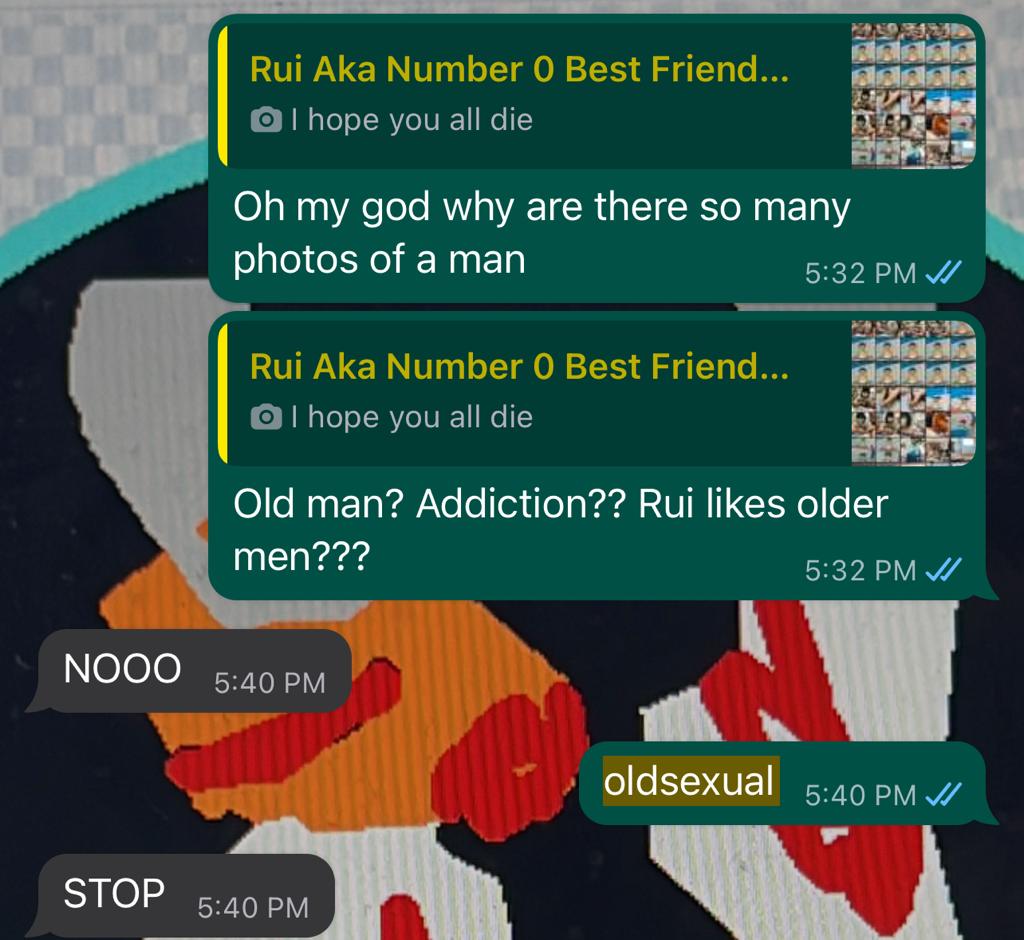 Rui Aka Number 0 Best Friend...
I hope you all die
Oh my god why are there so many
photos of a man
5:32 PM
Rui Aka Number 0 Best Friend...
I hope you all die
Old man? Addiction?? Rui likes older
men???
5:32 PM
NOOO 5:40 PM
oldsexual 5:40 PM
STOP 5:40 PM